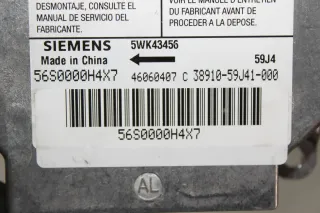 DESMONTAJE, CONSULTE EL
MANUAL DE SERVICIO DEL
FABRICANTE.
VOIR LE MANUEL D'ENTRETIEN
DU FABRICANT AVANT DE
PROCEDER A LA DEPOSE.
SIEMENS 5WK43456
Made in China 59J4
56S0000H4X7 46060407 C 38910-59J41-000
56S0000H4X7
AL